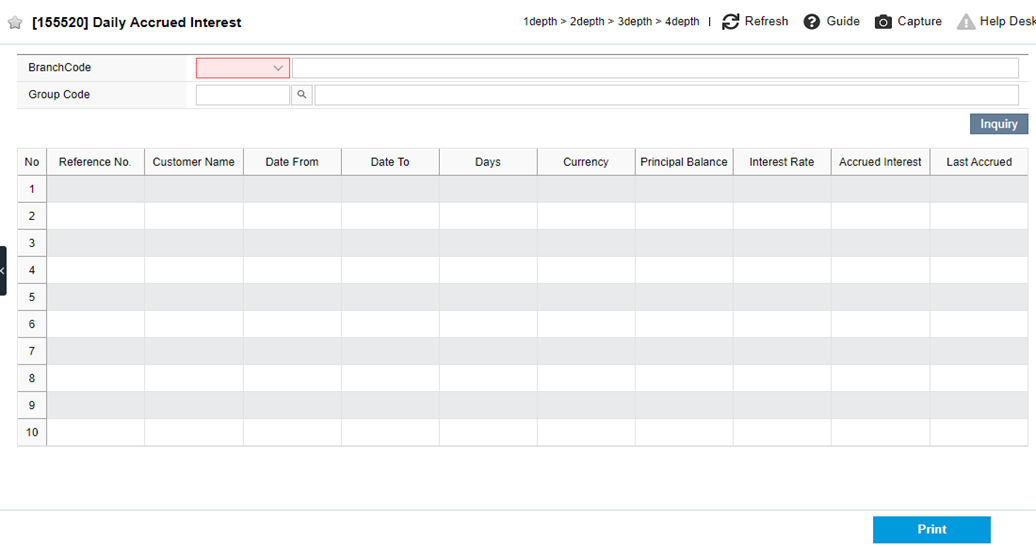 [155520] Daily Accrued Interest
1depth > 2depth > 3depth > 4depth | Refresh Guide Capture Help Desk
BranchCode
Group Code
Inquiry
No Reference No. Customer Name Date From Date To Days Currency Principal Balance Interest Rate Accrued Interest Last Accrued
1
2
3
4
5
6
7
8
9
10
Print